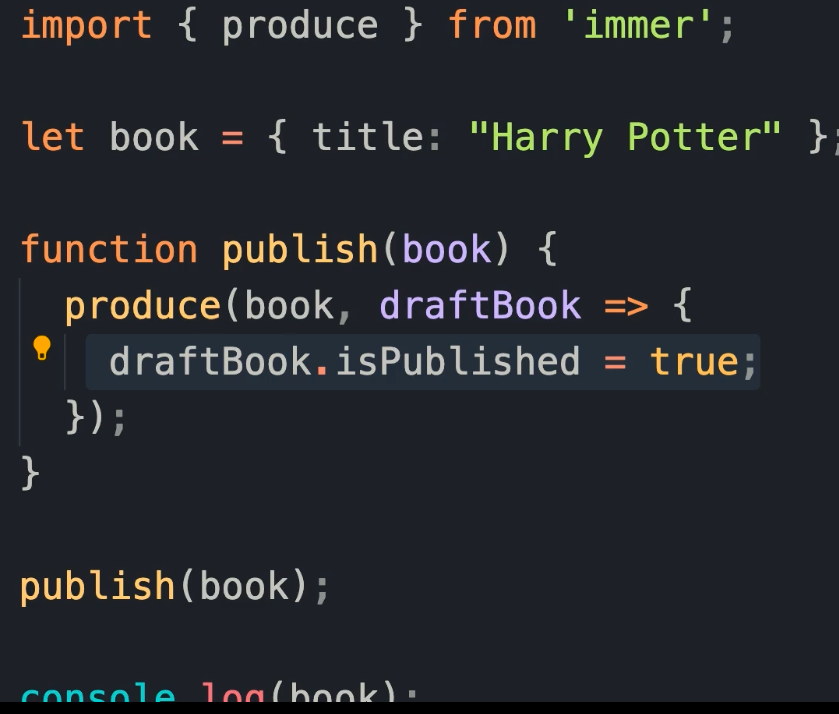 import { produce } from 'immer';
let book = { title: "Harry Potter" };
function publish(book) {
produce(book, draftBook => {
draftBook.isPublished = true;
});
}
publish(book);
console.log(book);